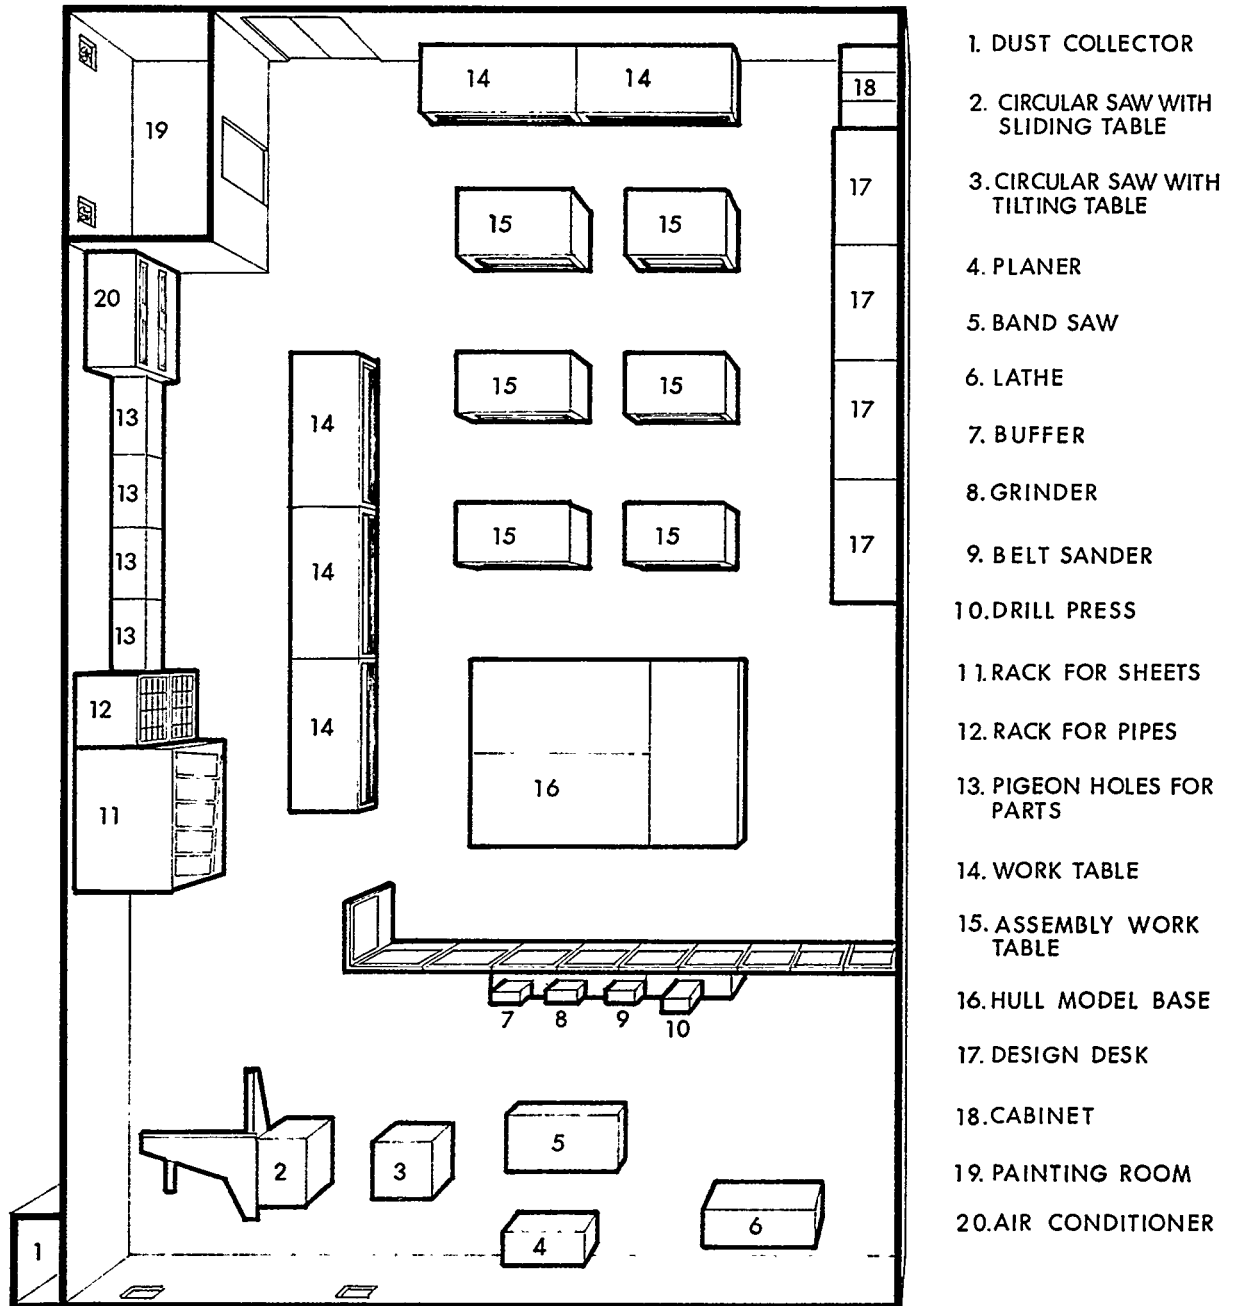 14 14 18 1. DUST COLLECTOR
19 2. CIRCULAR SAW WITH
SLIDING TABLE
17 3. CIRCULAR SAW WITH
TILTING TABLE
15 15
4. PLANER
20 17
5. BAND SAW
15 15 6. LATHE
13 14 17
7. BUFFER
13 8. GRINDER
15 15 17
13 14 9. BELT SANDER
13 10. DRILL PRESS
11. RACK FOR SHEETS
12 14 12. RACK FOR PIPES
16 13. PIGEON HOLES FOR
PARTS
11
14. WORK TABLE
15. ASSEMBLY WORK
TABLE
7 8 9 10 16. HULL MODEL BASE
17. DESIGN DESK
5 18. CABINET
2 3 19. PAINTING ROOM
6 20. AIR CONDITIONER
1 4